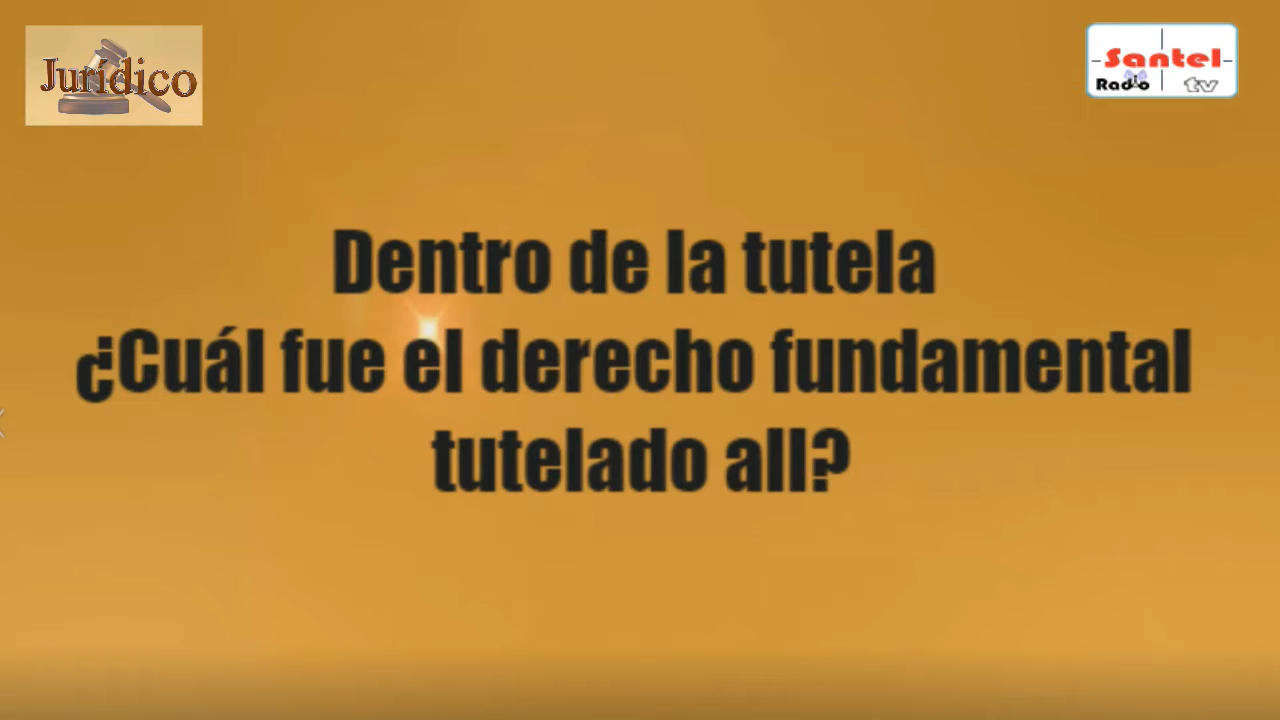 Jurídico
Santel
Radio tv
Dentro de la tutela
¿Cuál fue el derecho fundamental
tutelado all?